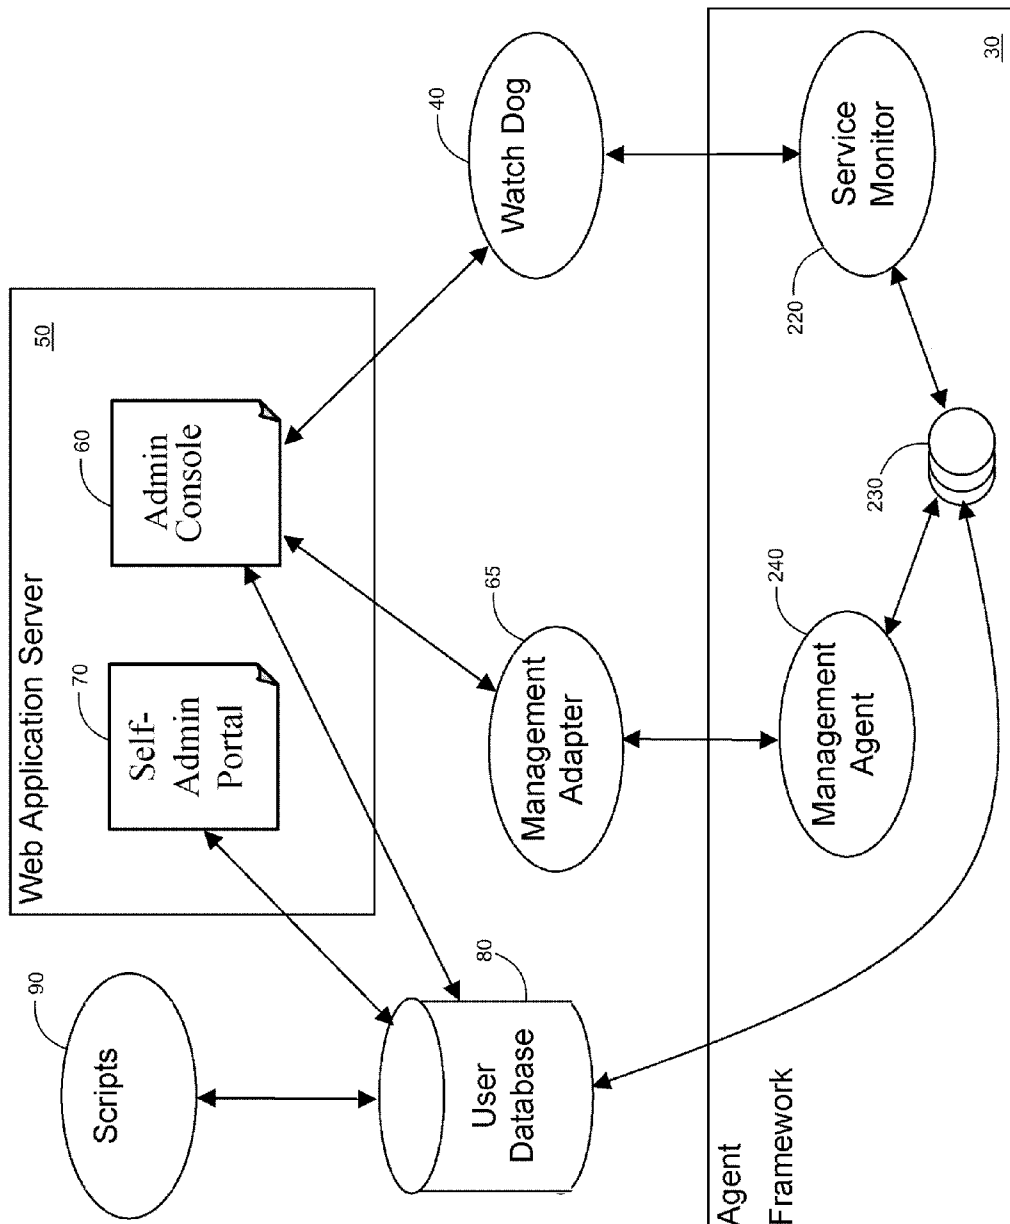 Scripts
90
Web Application Server
50
Self-
Admin
Portal
70
Admin
Console
60
User
Database
80
Management
Adapter
65
Watch Dog
40
Agent
Framework
30
Management
Agent
240
230
Service
Monitor
220